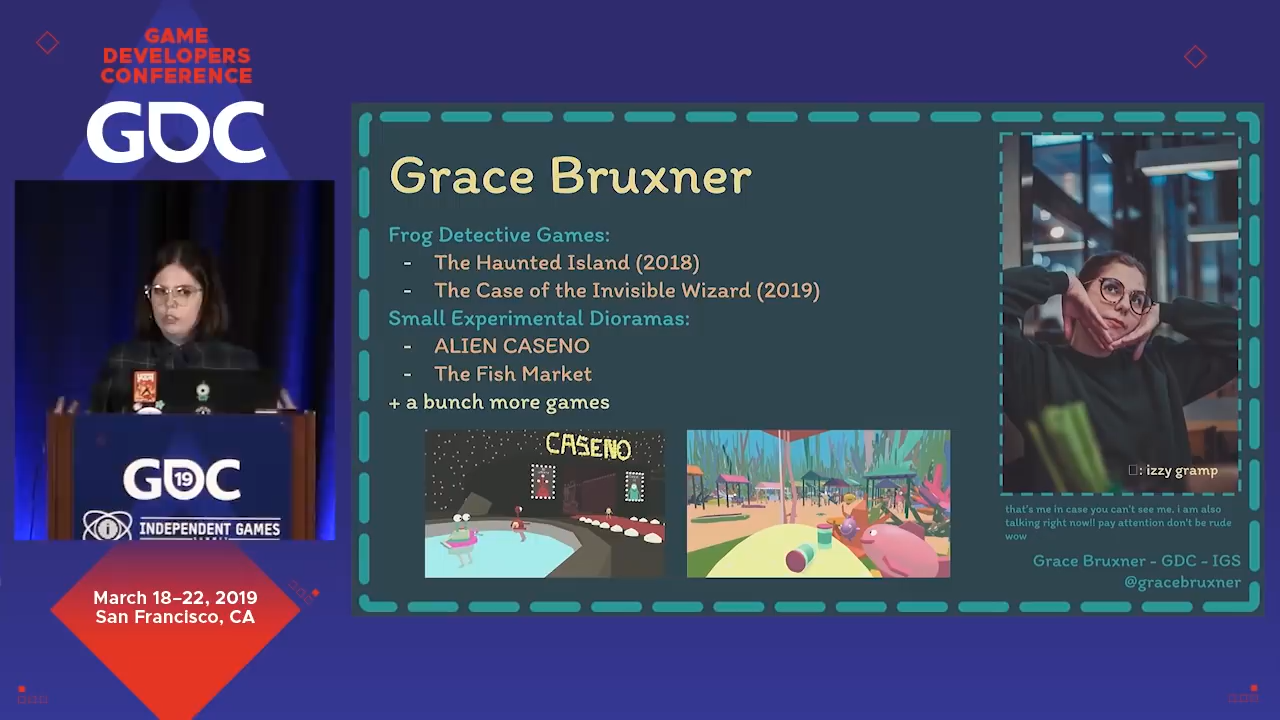 GAME
DEVELOPERS
CONFERENCE
GDC
GDC
19
INDEPENDENT GAMES
March 18–22, 2019
San Francisco, CA
Grace Bruxner
Frog Detective Games:
- The Haunted Island (2018)
- The Case of the Invisible Wizard (2019)
Small Experimental Dioramas:
- ALIEN CASENO
- The Fish Market
+ a bunch more games
CASENO
: izzy gramp
that's me in case you can't see me. i am also
talking right now!! pay attention don't be rude
wow
Grace Bruxner - GDC - IGS
@gracebruxner